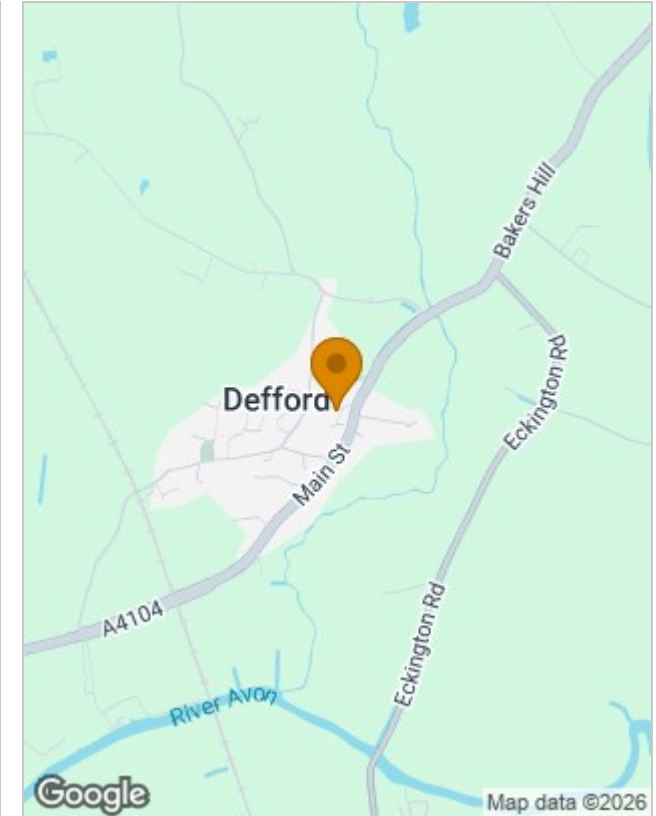 Bakers Hill
Defford
Eckington Rd
Main St
A4104
Eckington Rd
River Avon
Google
Map data ©2026